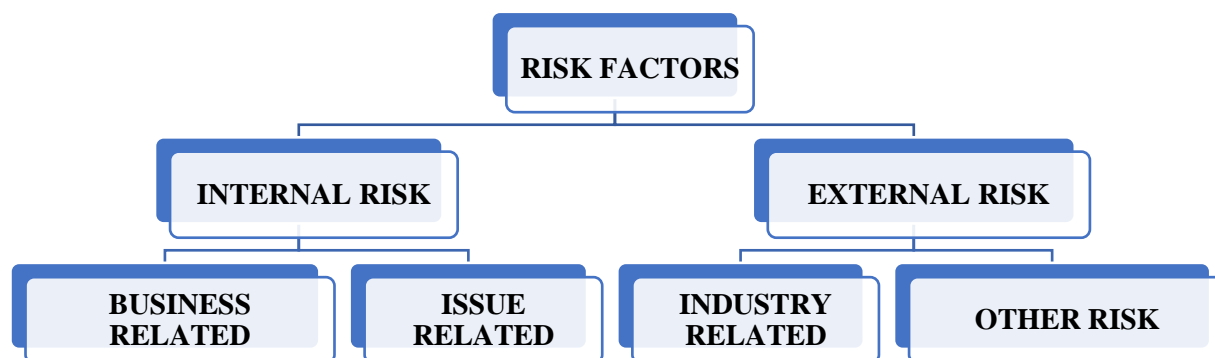 RISK FACTORS
INTERNAL RISK
EXTERNAL RISK
BUSINESS
RELATED
ISSUE
RELATED
INDUSTRY
RELATED
OTHER RISK